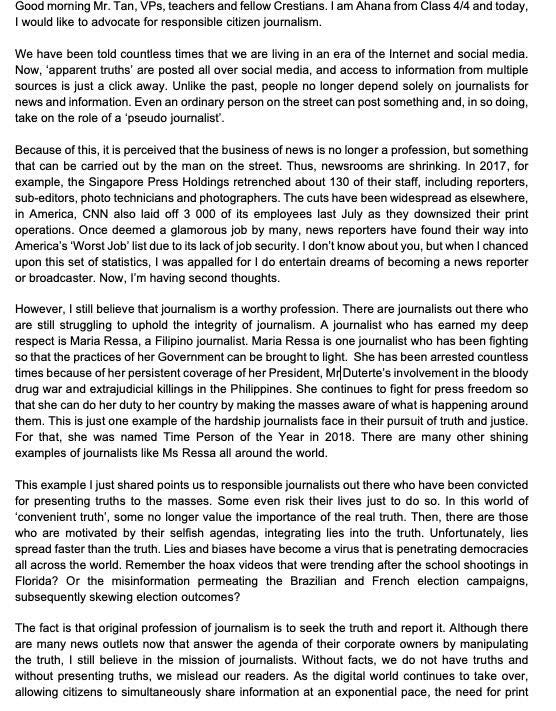 Good morning Mr. Tan, VPs, teachers and fellow Crestians. I am Ahana from Class 4/4 and today,
I would like to advocate for responsible citizen journalism.
We have been told countless times that we are living in an era of the Internet and social media.
Now, ‘apparent truths’ are posted all over social media, and access to information from multiple
sources is just a click away. Unlike the past, people no longer depend solely on journalists for
news and information. Even an ordinary person on the street can post something and, in so doing,
take on the role of a ‘pseudo journalist’.
Because of this, it is perceived that the business of news is no longer a profession, but something
that can be carried out by the man on the street. Thus, newsrooms are shrinking. In 2017, for
example, the Singapore Press Holdings retrenched about 130 of their staff, including reporters,
sub-editors, photo technicians and photographers. The cuts have been widespread as elsewhere,
in America, CNN also laid off 3 000 of its employees last July as they downsized their print
operations. Once deemed a glamorous job by many, news reporters have found their way into
America’s ‘Worst Job’ list due to its lack of job security. I don’t know about you, but when I chanced
upon this set of statistics, I was appalled for I do entertain dreams of becoming a news reporter
or broadcaster. Now, I’m having second thoughts.
However, I still believe that journalism is a worthy profession. There are journalists out there who
are still struggling to uphold the integrity of journalism. A journalist who has earned my deep
respect is Maria Ressa, a Filipino journalist. Maria Ressa is one journalist who has been fighting
so that the practices of her Government can be brought to light. She has been arrested countless
times because of her persistent coverage of her President, Mr Duterte’s involvement in the bloody
drug war and extrajudicial killings in the Philippines. She continues to fight for press freedom so
that she can do her duty to her country by making the masses aware of what is happening around
them. This is just one example of the hardship journalists face in their pursuit of truth and justice.
For that, she was named Time Person of the Year in 2018. There are many other shining
examples of journalists like Ms Ressa all around the world.
This example I just shared points us to responsible journalists out there who have been convicted
for presenting truths to the masses. Some even risk their lives just to do so. In this world of
‘convenient truth’, some no longer value the importance of the real truth. Then, there are those
who are motivated by their selfish agendas, integrating lies into the truth. Unfortunately, lies
spread faster than the truth. Lies and biases have become a virus that is penetrating democracies
all across the world. Remember the hoax videos that were trending after the school shootings in
Florida? Or the misinformation permeating the Brazilian and French election campaigns,
subsequently skewing election outcomes?
The fact is that original profession of journalism is to seek the truth and report it. Although there
are many news outlets now that answer the agenda of their corporate owners by manipulating
the truth, I still believe in the mission of journalists. Without facts, we do not have truths and
without presenting truths, we mislead our readers. As the digital world continues to take over,
allowing citizens to simultaneously share information at an exponential pace, the need for print